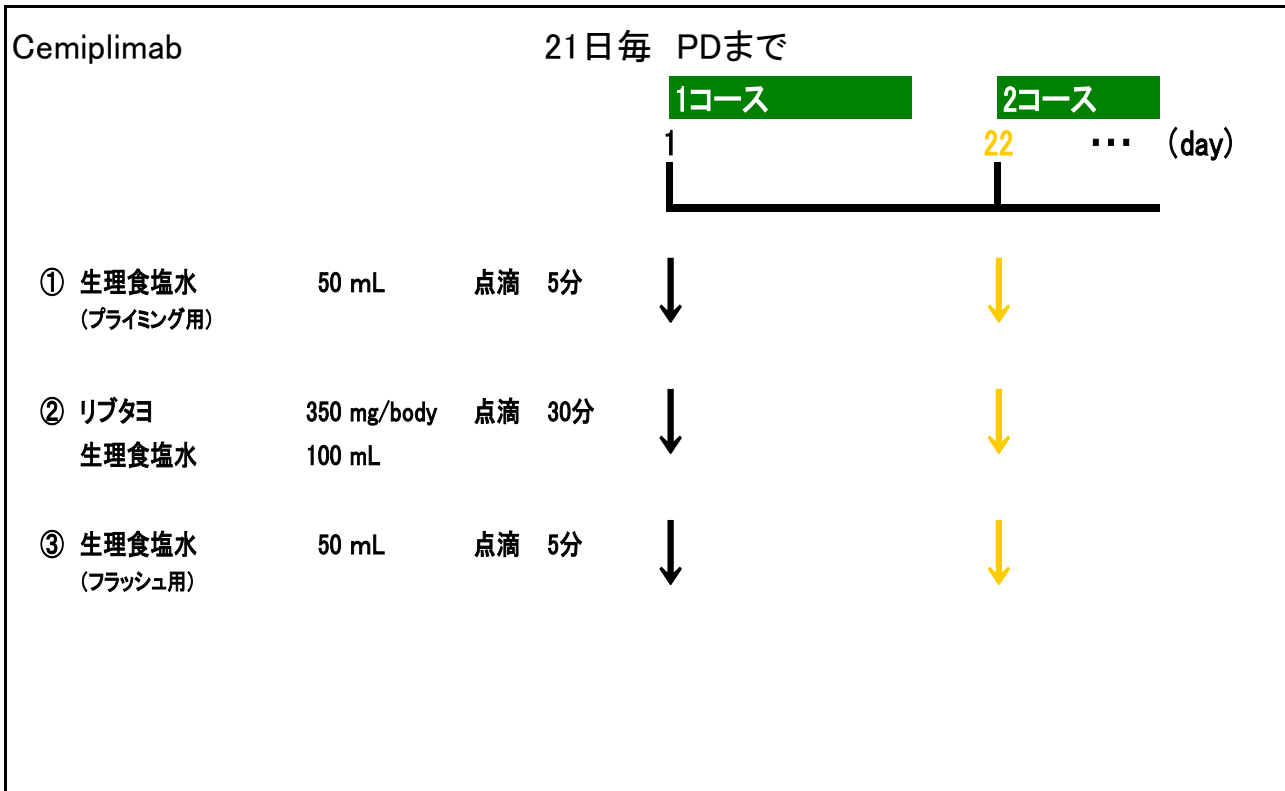 Cemiplimab 21日毎 PDまで
1コース 2コース
1 22 ・・・ (day)
① 生理食塩水 50 mL 点滴 5分
(プライミング用)
② リブタヨ 350 mg/body 点滴 30分
生理食塩水 100 mL
③ 生理食塩水 50 mL 点滴 5分
(フラッシュ用)